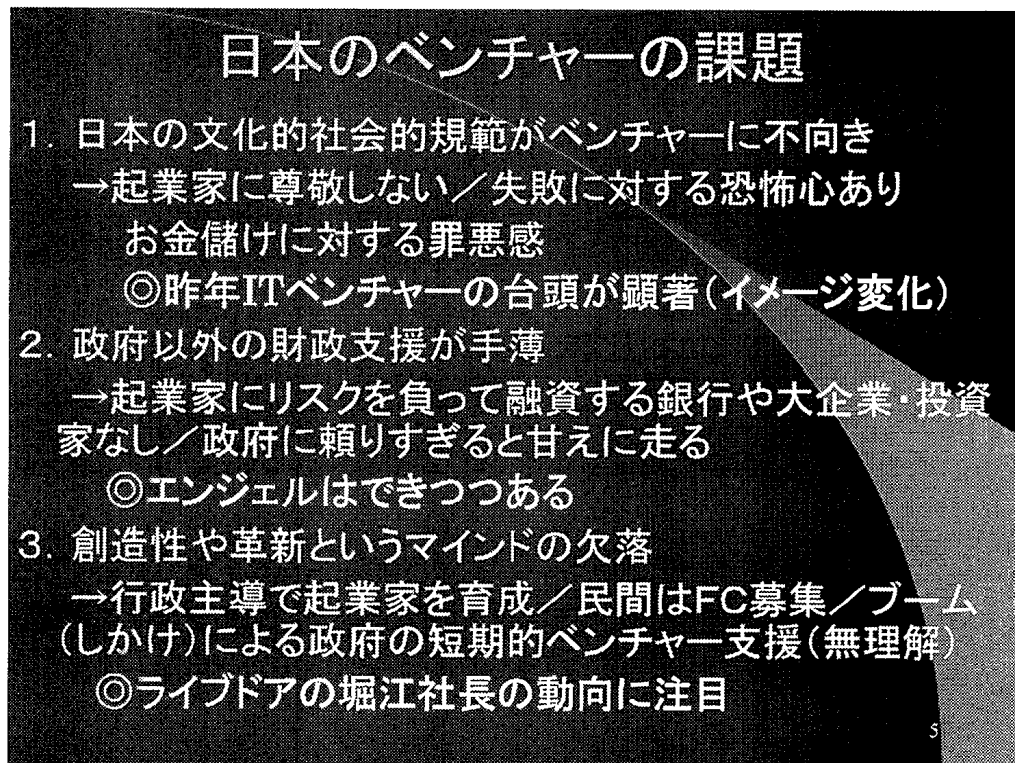 日本のベンチャーの課題
1. 日本の文化的社会的規範がベンチャーに不向き
→起業家に尊敬しない／失敗に対する恐怖心あり
お金儲けに対する罪悪感
◎昨年ITベンチャーの台頭が顕著(イメージ変化)
2. 政府以外の財政支援が手薄
→起業家にリスクを負って融資する銀行や大企業・投資
家なし／政府に頼りすぎると甘えに走る
◎エンジェルはできつつある
3. 創造性や革新というマインドの欠落
→行政主導で起業家を育成／民間はFC募集／ブーム
(しかけ)による政府の短期的ベンチャー支援(無理解)
◎ライブドアの堀江社長の動向に注目
5